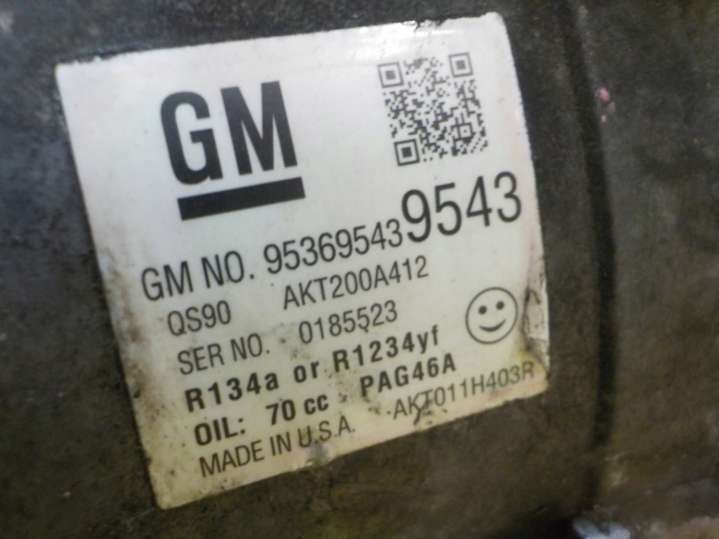 GM
GM NO. 95369543 9543
QS90 AKT200A412
SER NO. 0185523
R134a or R1234yf
OIL: 70 cc PAG46A
MADE IN U.S.A. AKT011H403R